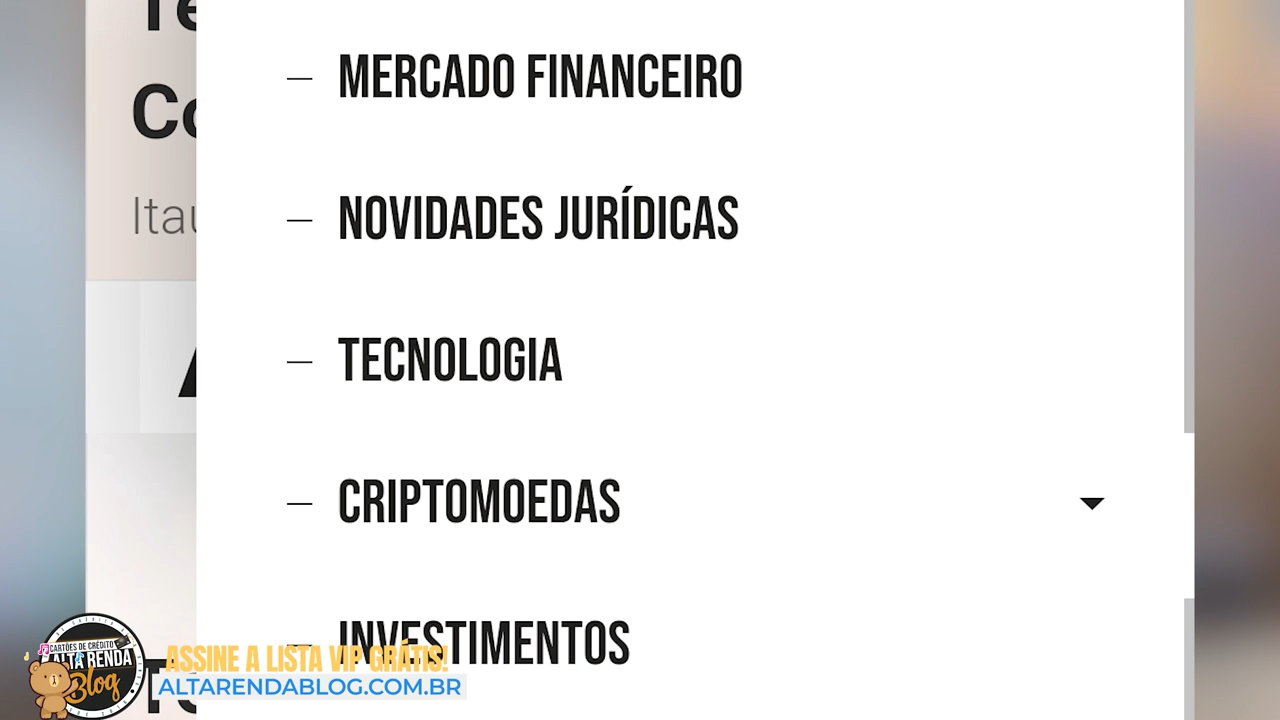 MERCADO FINANCEIRO
NOVIDADES JURÍDICAS
TECNOLOGIA
CRIPTOMOEDAS
INVESTIMENTOS
CARTÕES DE CRÉDITO
ALTA RENDA
Blog
ASSINE A LISTA VIP GRÁTIS!
ALTARENDABLOG.COM.BR